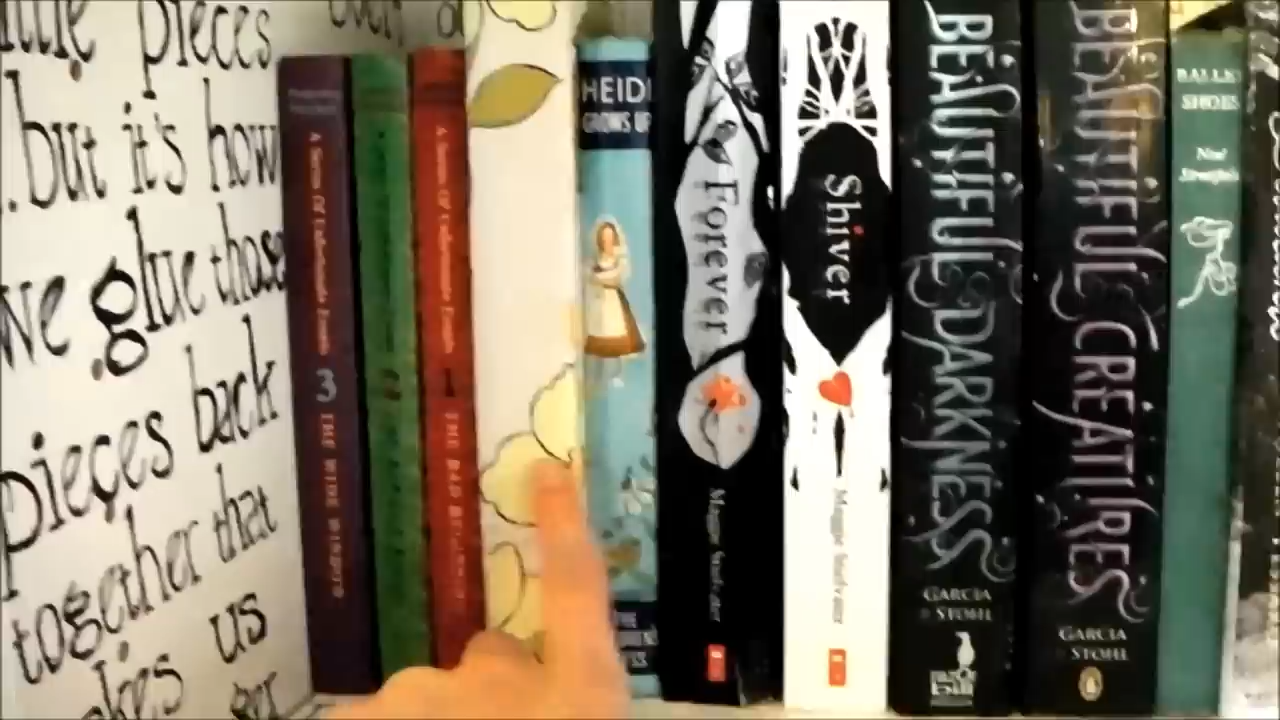 little pieces
..but it's how
we glue those
pieces back
together that
us
A Series Of Unfortunate Events 3 THE WIDE WINDOW
2
A Series Of Unfortunate Events 1 THE BAD BEGINNING
HEIDI
GROWS UP
Forever
Maggie Stiefvater
Shiver
Maggie Stiefvater
BEAUTIFUL DARKNESS
GARCIA
& STOHL
BEAUTIFUL CREATURES
GARCIA
& STOHL
BALLET
SHOES
Noel
Streatfeild